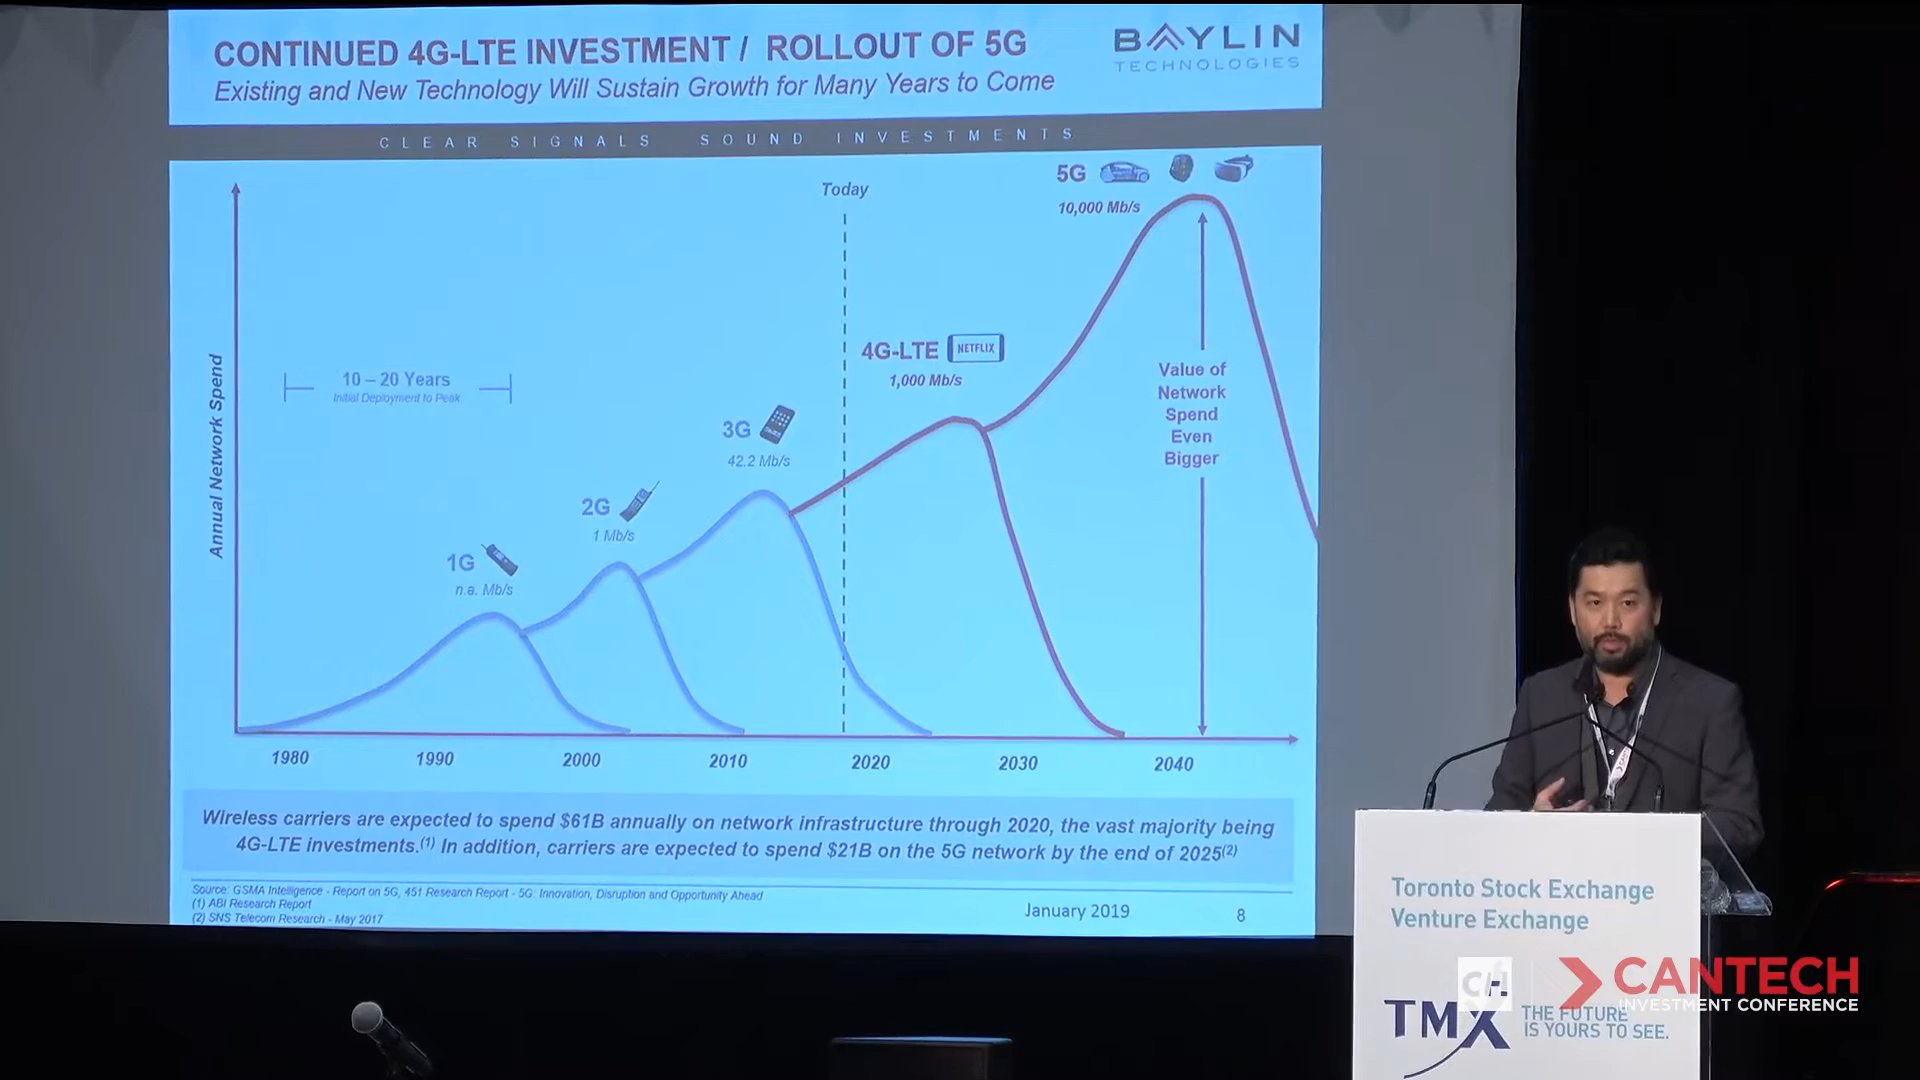 CONTINUED 4G-LTE INVESTMENT / ROLLOUT OF 5G
Existing and New Technology Will Sustain Growth for Many Years to Come
BAYLIN
TECHNOLOGIES
CLEAR SIGNALS SOUND INVESTMENTS
Today
5G
10,000 Mb/s
4G-LTE
NETFLIX
1,000 Mb/s
Value of
Network
Spend
Even
Bigger
10 – 20 Years
Initial Deployment to Peak
3G
42.2 Mb/s
2G
1 Mb/s
1G
n.a. Mb/s
Annual Network Spend
1980
1990
2000
2010
2020
2030
2040
Wireless carriers are expected to spend $61B annually on network infrastructure through 2020, the vast majority being
4G-LTE investments.(1) In addition, carriers are expected to spend $21B on the 5G network by the end of 2025(2)
Source: GSMA Intelligence - Report on 5G, 451 Research Report - 5G: Innovation, Disruption and Opportunity Ahead
(1) ABI Research Report
(2) SNS Telecom Research - May 2017
January 2019
8
Toronto Stock Exchange
Venture Exchange
CANTECH
INVESTMENT CONFERENCE
TMX
THE FUTURE
IS YOURS TO SEE.